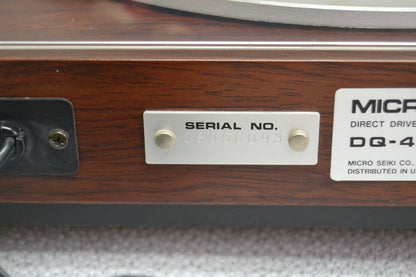 SERIAL NO.
MICR
DIRECT DRIVE
DQ-4
MICRO SEIKI CO.,
DISTRIBUTED IN U